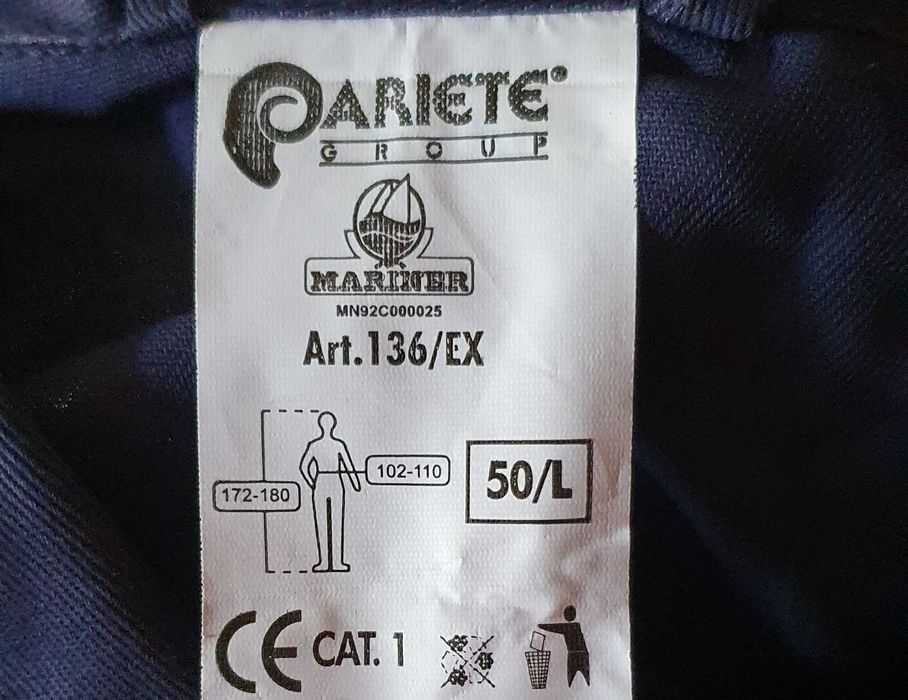 PARIETE®
GROUP
MARINER
MN92C000025
Art.136/EX
102-110
172-180
50/L
CE CAT. 1